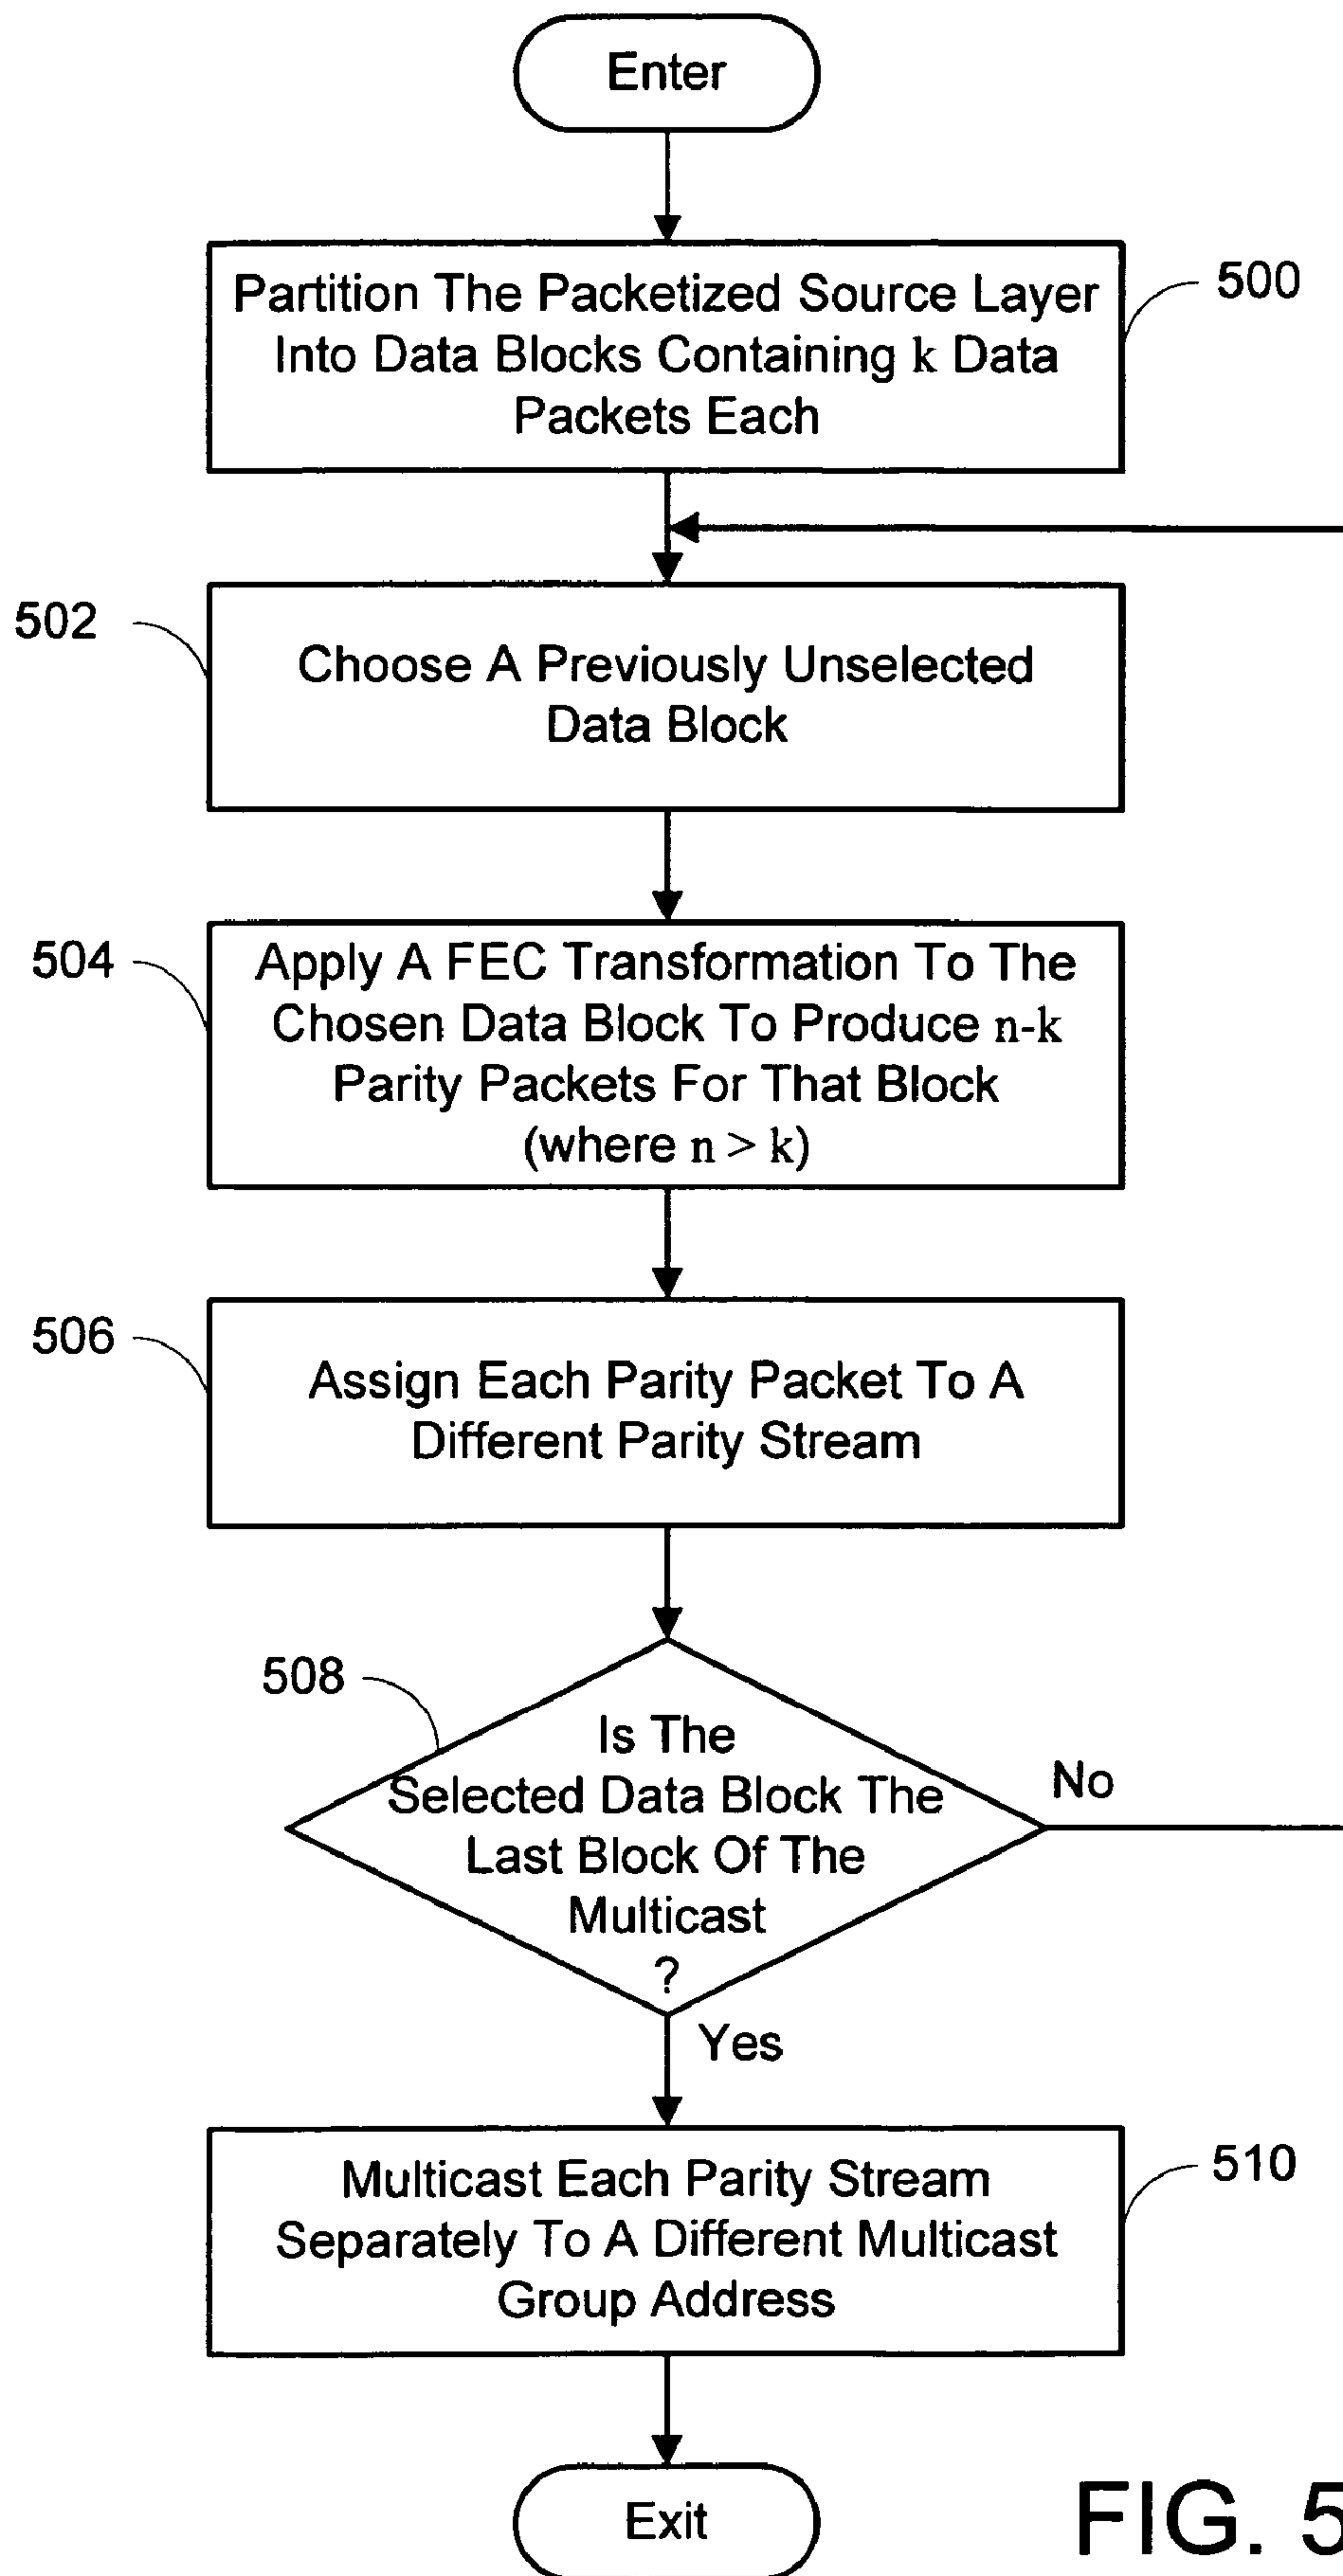 Enter
Partition The Packetized Source Layer
Into Data Blocks Containing k Data
Packets Each
500
502
Choose A Previously Unselected
Data Block
504
Apply A FEC Transformation To The
Chosen Data Block To Produce n-k
Parity Packets For That Block
(where n > k)
506
Assign Each Parity Packet To A
Different Parity Stream
508
Is The
Selected Data Block The
Last Block Of The
Multicast
?
No
Yes
Multicast Each Parity Stream
Separately To A Different Multicast
Group Address
510
Exit
FIG. 5